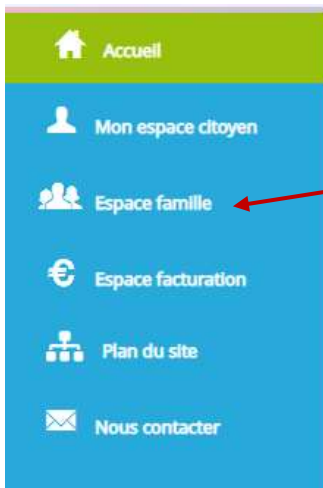 Accueil
Mon espace citoyen
Espace famille
Espace facturation
Plan du site
Nous contacter